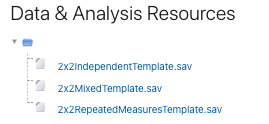 Data & Analysis Resources
2x2IndependentTemplate.sav
2x2MixedTemplate.sav
2x2RepeatedMeasuresTemplate.sav